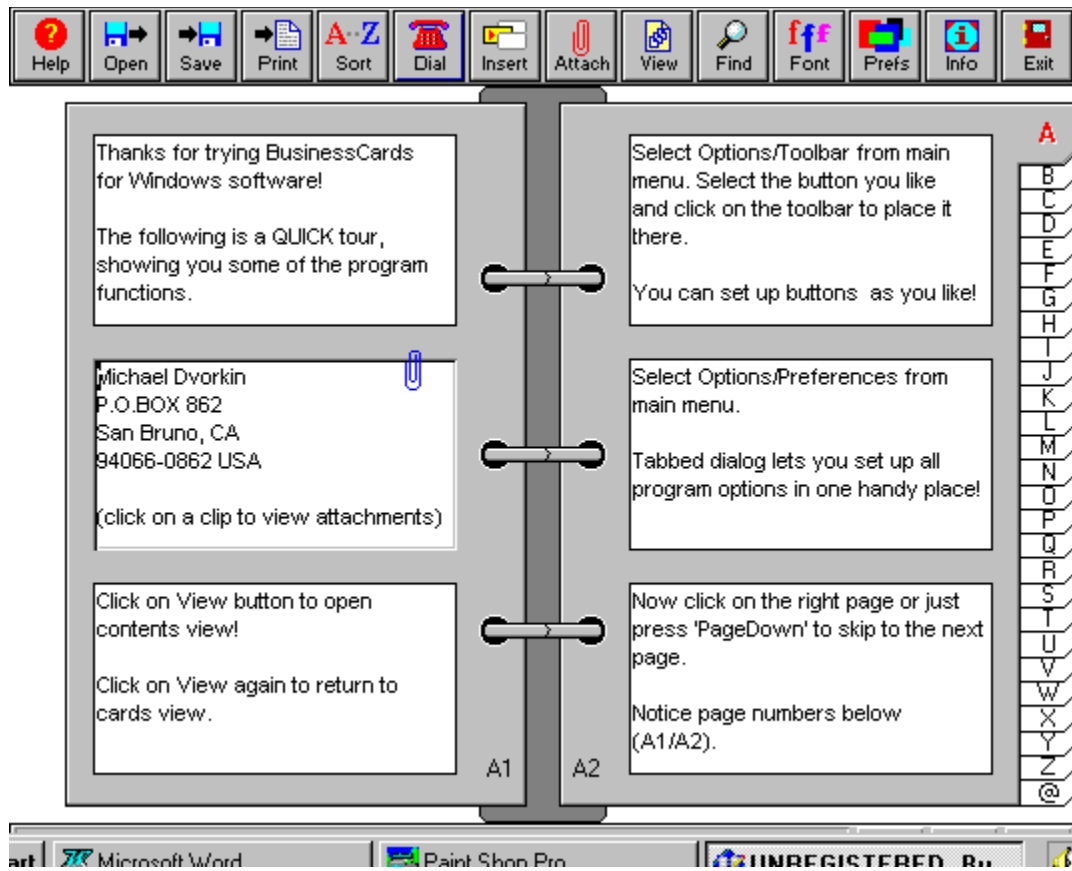 Help Open Save Print Sort Dial Insert Attach View Find Font Prefs Info Exit
A··Z
fff
Thanks for trying BusinessCards
for Windows software!
The following is a QUICK tour,
showing you some of the program
functions.
Michael Dvorkin
P.O.BOX 862
San Bruno, CA
94066-0862 USA
(click on a clip to view attachments)
Click on View button to open
contents view!
Click on View again to return to
cards view.
A1
Select Options/Toolbar from main
menu. Select the button you like
and click on the toolbar to place it
there.
You can set up buttons  as you like!
Select Options/Preferences from
main menu.
Tabbed dialog lets you set up all
program options in one handy place!
Now click on the right page or just
press 'PageDown' to skip to the next
page.
Notice page numbers below
(A1/A2).
A2
A
B
C
D
E
F
G
H
I
J
K
L
M
N
O
P
Q
R
S
T
U
V
W
X
Y
Z
@
art Microsoft Word Paint Shop Pro UNREGISTERED Bu